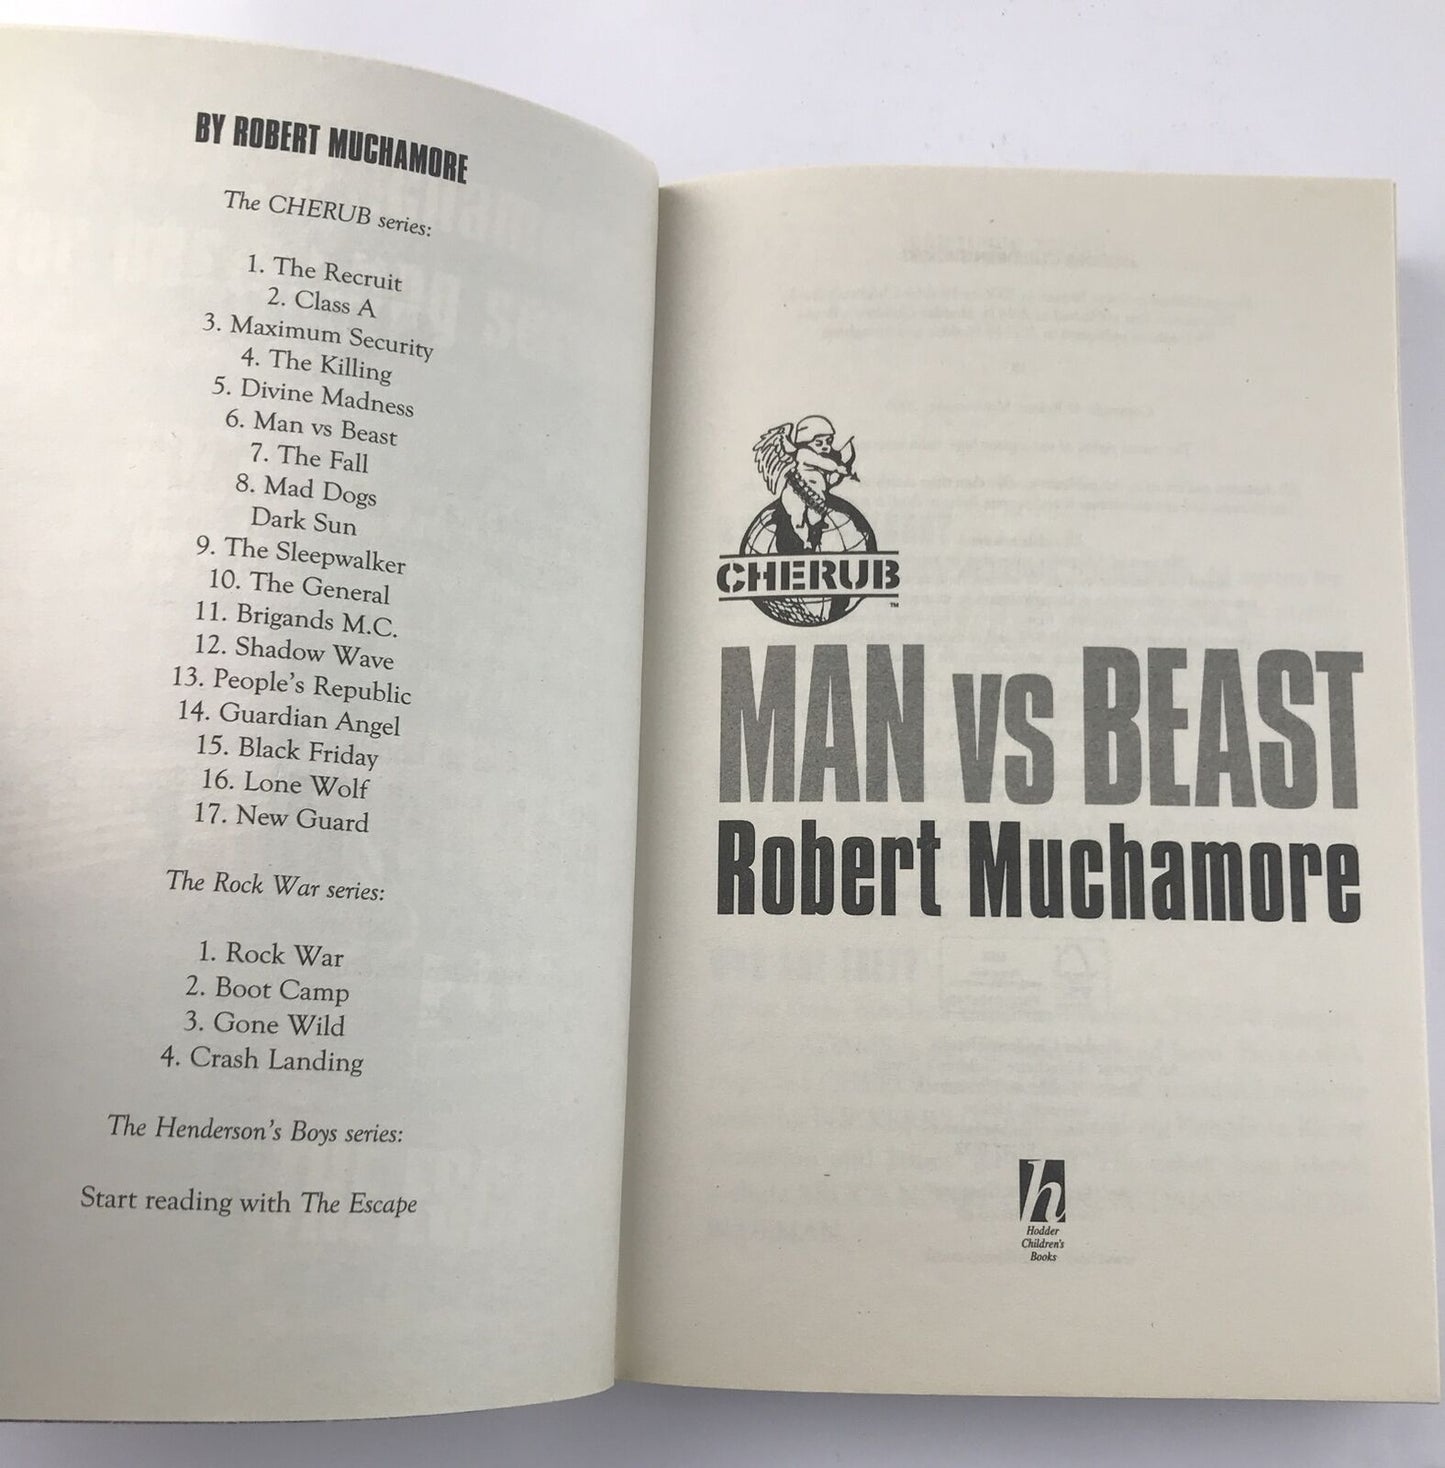 BY ROBERT MUCHAMORE
The CHERUB series:
1. The Recruit
2. Class A
3. Maximum Security
4. The Killing
5. Divine Madness
6. Man vs Beast
7. The Fall
8. Mad Dogs
Dark Sun
9. The Sleepwalker
10. The General
11. Brigands M.C.
12. Shadow Wave
13. People's Republic
14. Guardian Angel
15. Black Friday
16. Lone Wolf
17. New Guard
The Rock War series:
1. Rock War
2. Boot Camp
3. Gone Wild
4. Crash Landing
The Henderson's Boys series:
Start reading with The Escape
CHERUB
™
MAN vs BEAST
Robert Muchamore
h
Hodder
Children's
Books